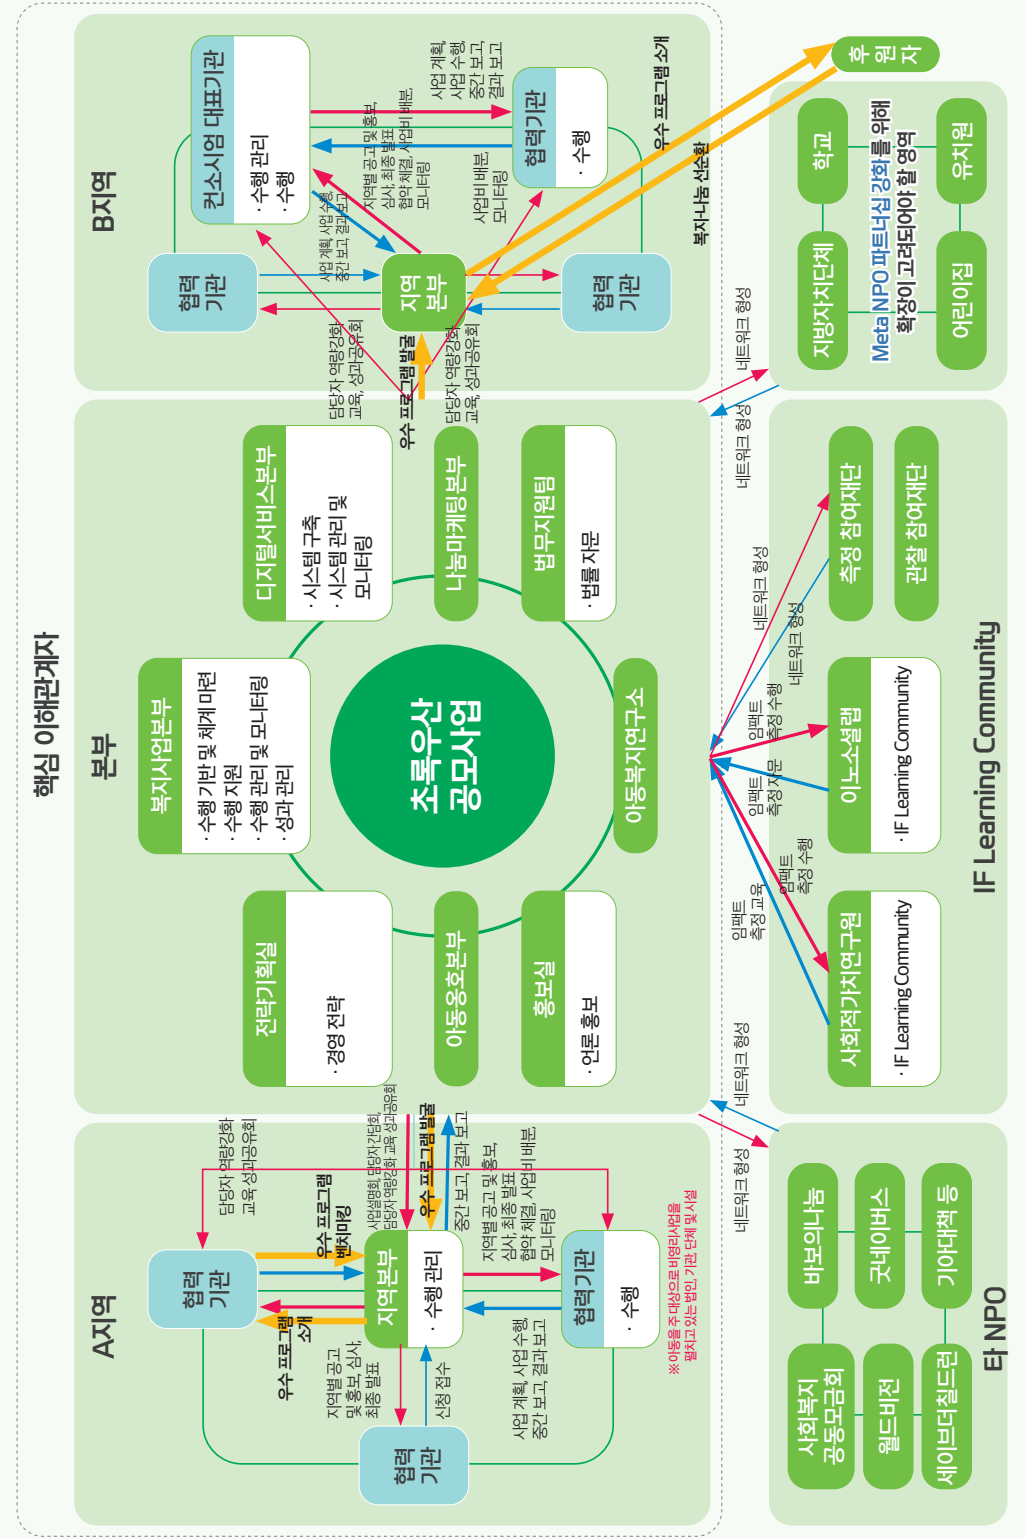 핵심 이해관계자
A지역
협력
기관
담당자 역량강화
교육, 성과공유회
우수 프로그램
벤치마킹
우수 프로그램
소개
지역본부
· 수행 관리
사업설명회, 담당자 간담회,
담당자 역량강화 교육, 성과공유회
우수 프로그램 발굴
중간 보고, 결과 보고
지역별 공고
및 홍보, 심사,
최종 발표
신청 접수
협력
기관
지역별 공고 및 홍보,
심사, 최종 발표
협약 체결, 사업비 배분,
모니터링
사업 계획, 사업 수행,
중간 보고, 결과 보고
협력기관
· 수행
※ 아동을 주 대상으로 비영리사업을
펼치고 있는 법인, 기관, 단체 및 시설
본부
복지사업본부
· 수행 기반 및 체계 마련
· 수행 지원
· 수행 관리 및 모니터링
· 성과 관리
전략기획실
· 경영 전략
디지털서비스본부
· 시스템 구축
· 시스템 관리 및
모니터링
아동옹호본부
초록우산
공모사업
나눔마케팅본부
홍보실
· 언론 홍보
법무지원팀
· 법률 자문
아동복지연구소
B지역
컨소시엄 대표기관
· 수행 관리
· 수행
협력
기관
사업 계획, 사업 수행,
중간 보고, 결과 보고
지역별 공고 및 홍보,
심사, 최종 발표
협약 체결, 사업비 배분,
모니터링
사업 계획,
사업 수행,
중간 보고,
결과 보고
협력기관
· 수행
담당자 역량강화
교육, 성과공유회
우수 프로그램 발굴
지역
본부
담당자 역량강화
교육, 성과공유회
사업비 배분,
모니터링
협력
기관
우수 프로그램 소개
복지-나눔 선순환
후원자
네트워크 형성
네트워크 형성
임팩트
측정 교육
임팩트
측정 수행
임팩트
측정 자문
임팩트
측정 수행
네트워크 형성
네트워크 형성
네트워크 형성
네트워크 형성
사회복지
공동모금회
바보의나눔
월드비전
굿네이버스
세이브더칠드런
기아대책 등
타 NPO
사회적가치연구원
· IF Learning Community
이노소셜랩
· IF Learning Community
측정 참여재단
관찰 참여재단
IF Learning Community
지방자치단체
학교
Meta NPO 파트너십 강화를 위해
확장이 고려되어야 할 영역
어린이집
유치원